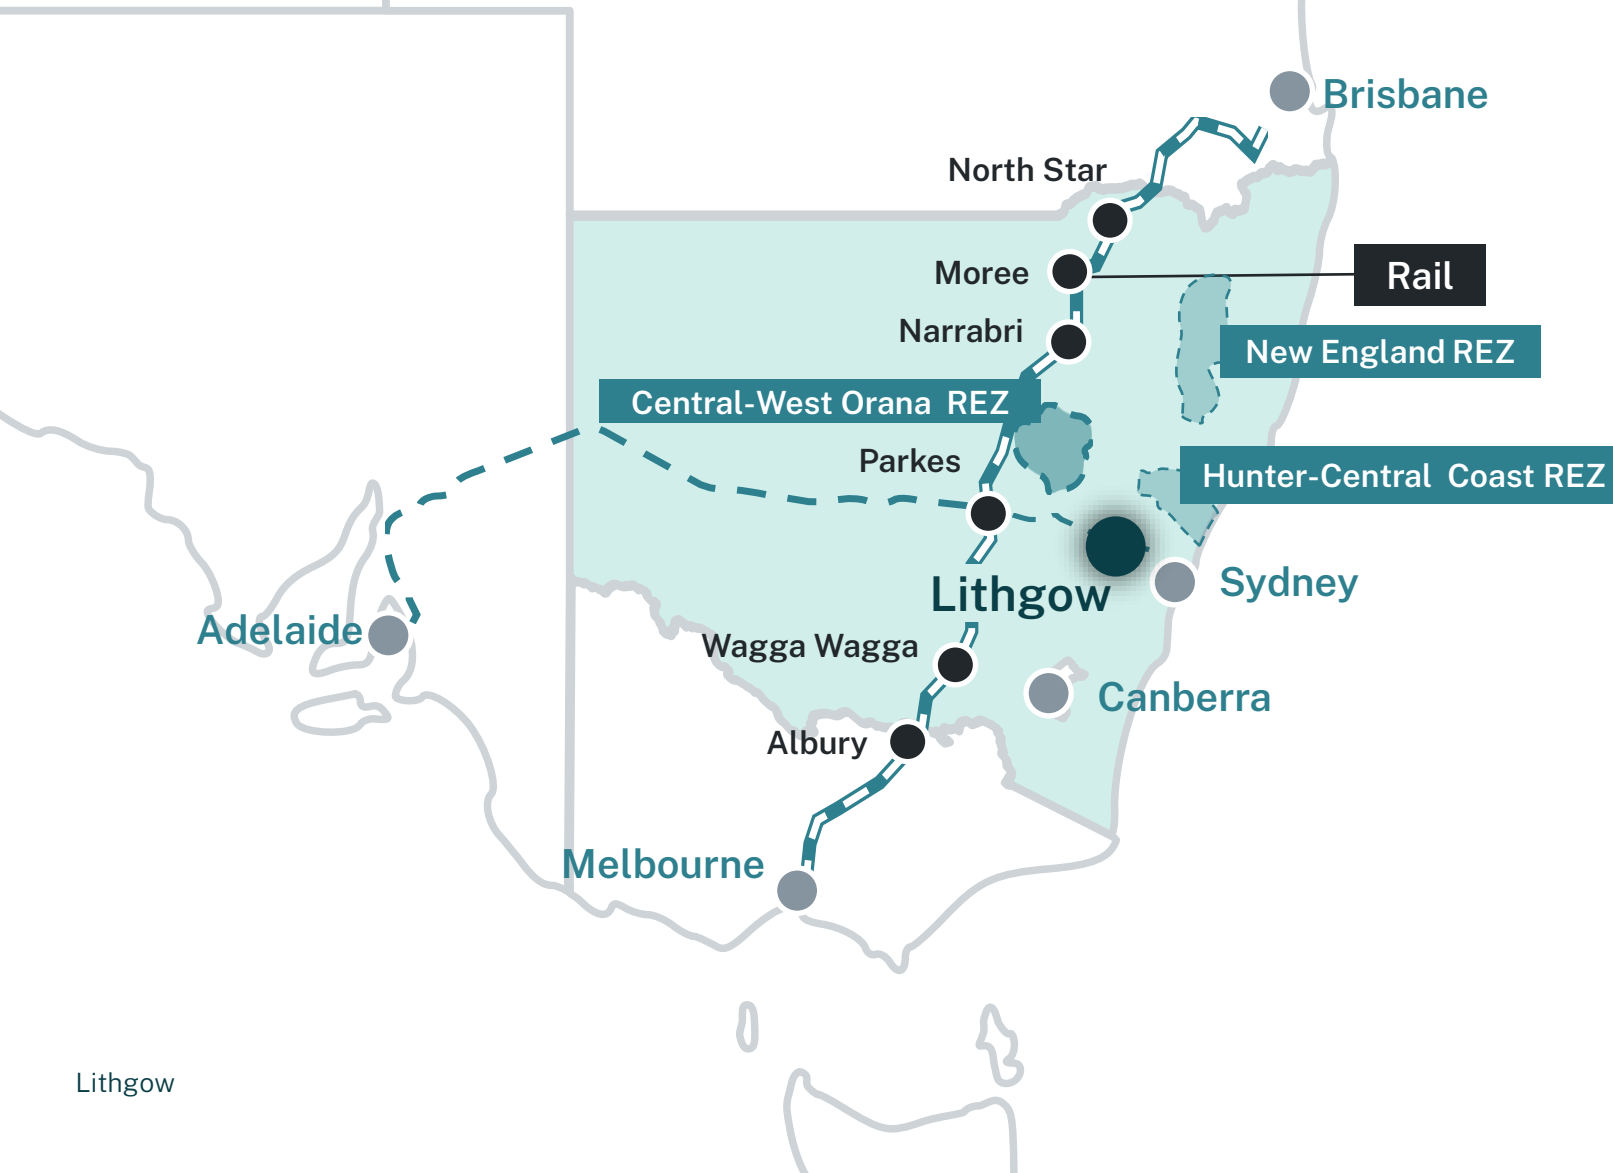 Brisbane
North Star
Moree
Rail
Narrabri
New England REZ
Central-West Orana  REZ
Parkes
Hunter-Central  Coast REZ
Lithgow
Sydney
Adelaide
Wagga Wagga
Canberra
Albury
Melbourne
Lithgow